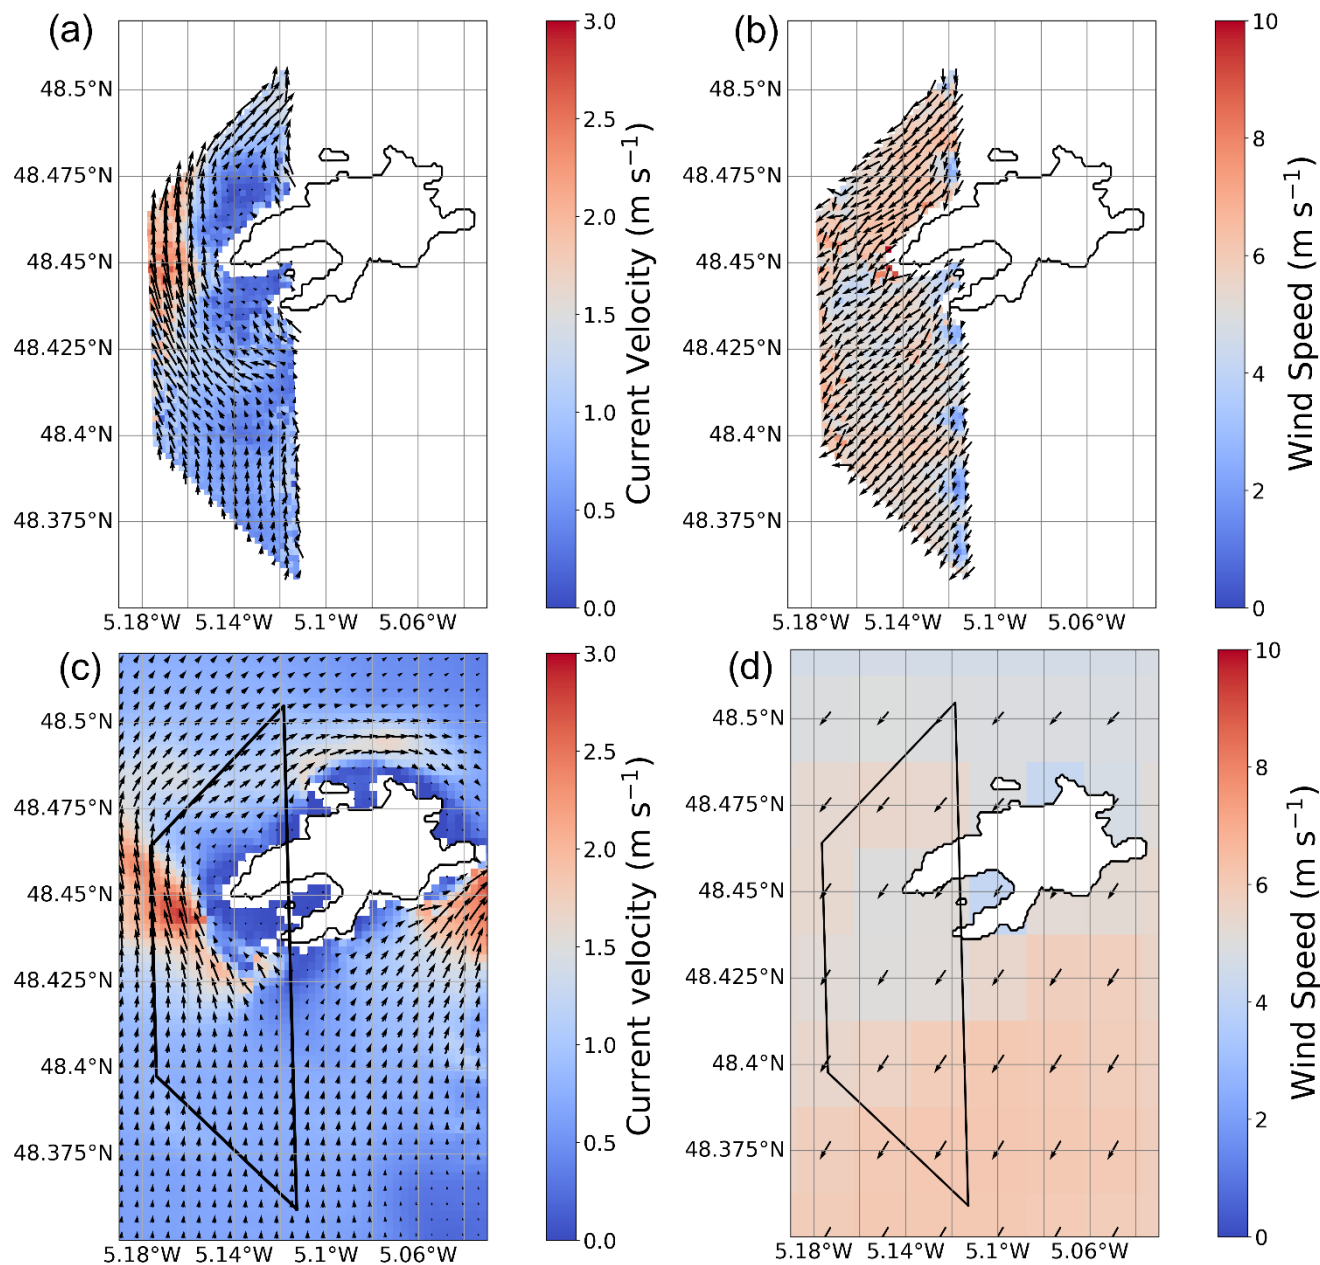 (a)
48.5°N
48.475°N
48.45°N
48.425°N
48.4°N
48.375°N
5.18°W 5.14°W 5.1°W 5.06°W
3.0
2.5
2.0
1.5
1.0
0.5
0.0
Current Velocity (m s⁻¹)
(b)
48.5°N
48.475°N
48.45°N
48.425°N
48.4°N
48.375°N
5.18°W 5.14°W 5.1°W 5.06°W
10
8
6
4
2
0
Wind Speed (m s⁻¹)
(c)
48.5°N
48.475°N
48.45°N
48.425°N
48.4°N
48.375°N
5.18°W 5.14°W 5.1°W 5.06°W
3.0
2.5
2.0
1.5
1.0
0.5
0.0
Current velocity (m s⁻¹)
(d)
48.5°N
48.475°N
48.45°N
48.425°N
48.4°N
48.375°N
5.18°W 5.14°W 5.1°W 5.06°W
10
8
6
4
2
0
Wind Speed (m s⁻¹)